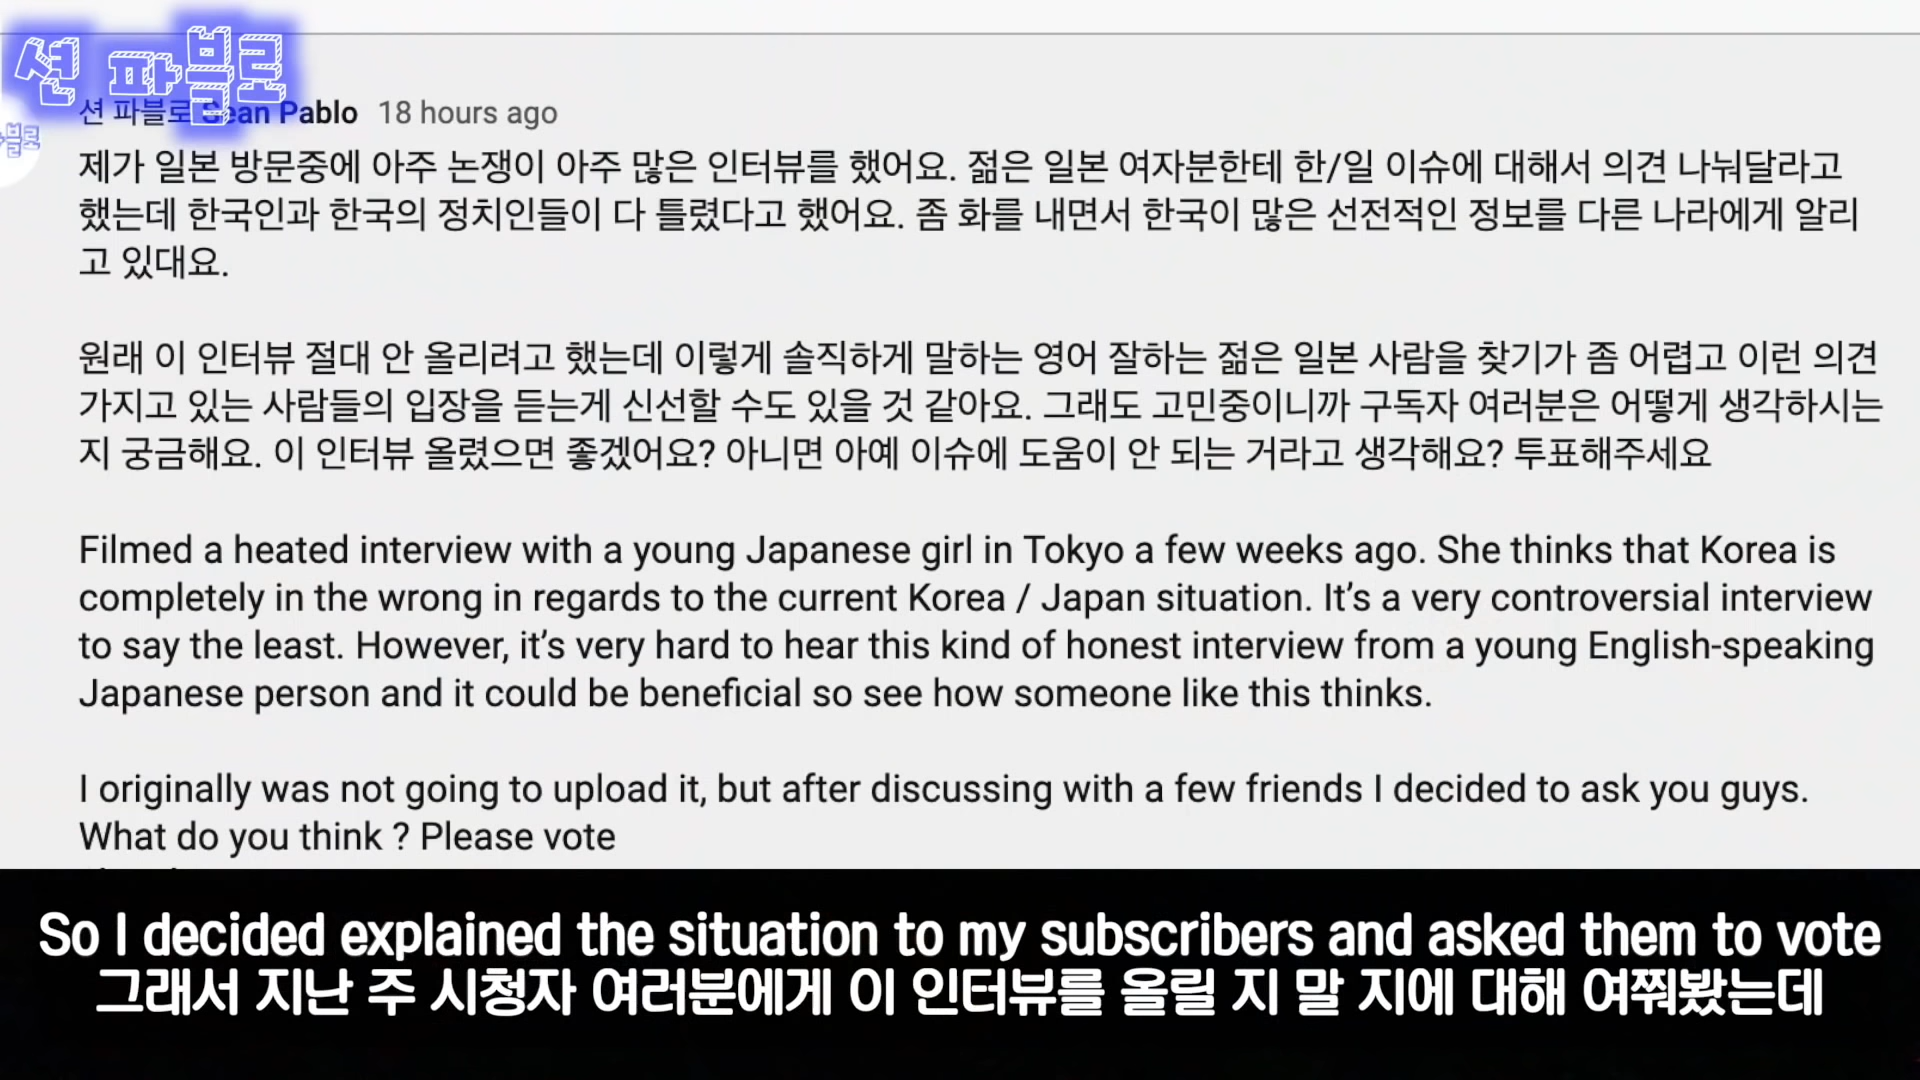 션 파블로
션 파블로 Sean Pablo 18 hours ago
제가 일본 방문중에 아주 논쟁이 아주 많은 인터뷰를 했어요. 젊은 일본 여자분한테 한/일 이슈에 대해서 의견 나눠달라고
했는데 한국인과 한국의 정치인들이 다 틀렸다고 했어요. 좀 화를 내면서 한국이 많은 선전적인 정보를 다른 나라에게 알리
고 있대요.
원래 이 인터뷰 절대 안 올리려고 했는데 이렇게 솔직하게 말하는 영어 잘하는 젊은 일본 사람을 찾기가 좀 어렵고 이런 의견
가지고 있는 사람들의 입장을 듣는게 신선할 수도 있을 것 같아요. 그래도 고민중이니까 구독자 여러분은 어떻게 생각하시는
지 궁금해요. 이 인터뷰 올렸으면 좋겠어요? 아니면 아예 이슈에 도움이 안 되는 거라고 생각해요? 투표해주세요
Filmed a heated interview with a young Japanese girl in Tokyo a few weeks ago. She thinks that Korea is
completely in the wrong in regards to the current Korea / Japan situation. It’s a very controversial interview
to say the least. However, it’s very hard to hear this kind of honest interview from a young English-speaking
Japanese person and it could be beneficial so see how someone like this thinks.
I originally was not going to upload it, but after discussing with a few friends I decided to ask you guys.
What do you think ? Please vote
So I decided explained the situation to my subscribers and asked them to vote
그래서 지난 주 시청자 여러분에게 이 인터뷰를 올릴 지 말 지에 대해 여쭤봤는데